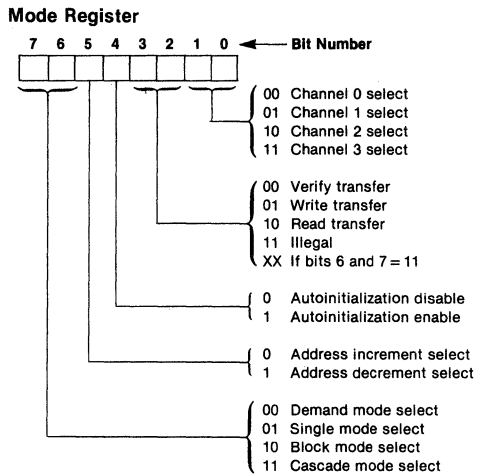 Mode Register
7 6 5 4 3 2 1 0 Bit Number
00 Channel 0 select
01 Channel 1 select
10 Channel 2 select
11 Channel 3 select
00 Verify transfer
01 Write transfer
10 Read transfer
11 Illegal
XX If bits 6 and 7 = 11
0 Autoinitialization disable
1 Autoinitialization enable
0 Address increment select
1 Address decrement select
00 Demand mode select
01 Single mode select
10 Block mode select
11 Cascade mode select